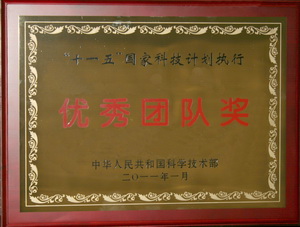 “十一五”国家科技计划执行
优秀团队奖
中华人民共和国科学技术部
二〇一一年一月